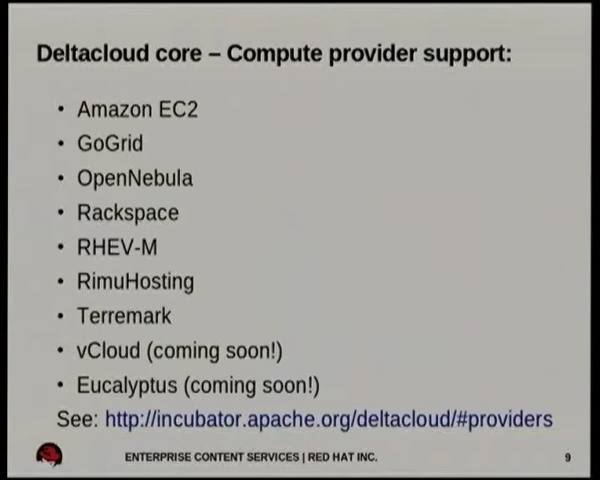 Deltacloud core – Compute provider support:
• Amazon EC2
• GoGrid
• OpenNebula
• Rackspace
• RHEV-M
• RimuHosting
• Terremark
• vCloud (coming soon!)
• Eucalyptus (coming soon!)
See: http://incubator.apache.org/deltacloud/#providers
ENTERPRISE CONTENT SERVICES | RED HAT INC.
9